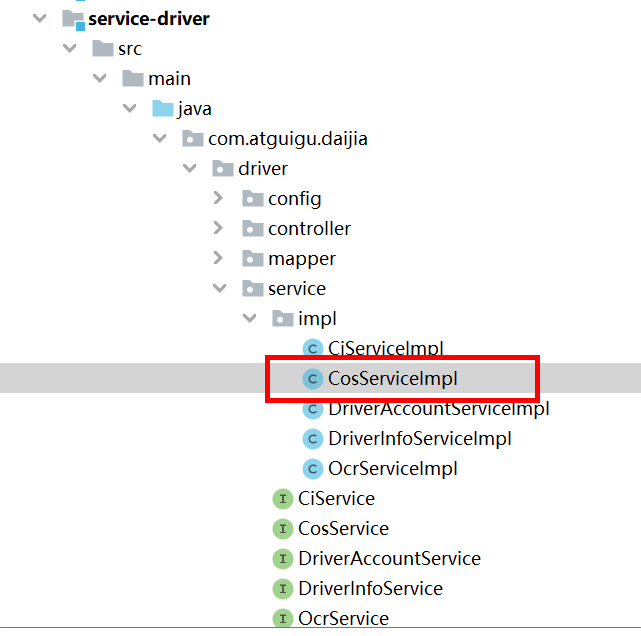 service-driver
src
main
java
com.atguigu.daijia
driver
config
controller
mapper
service
impl
CiServiceImpl
CosServiceImpl
DriverAccountServiceImpl
DriverInfoServiceImpl
OcrServiceImpl
CiService
CosService
DriverAccountService
DriverInfoService
OcrService